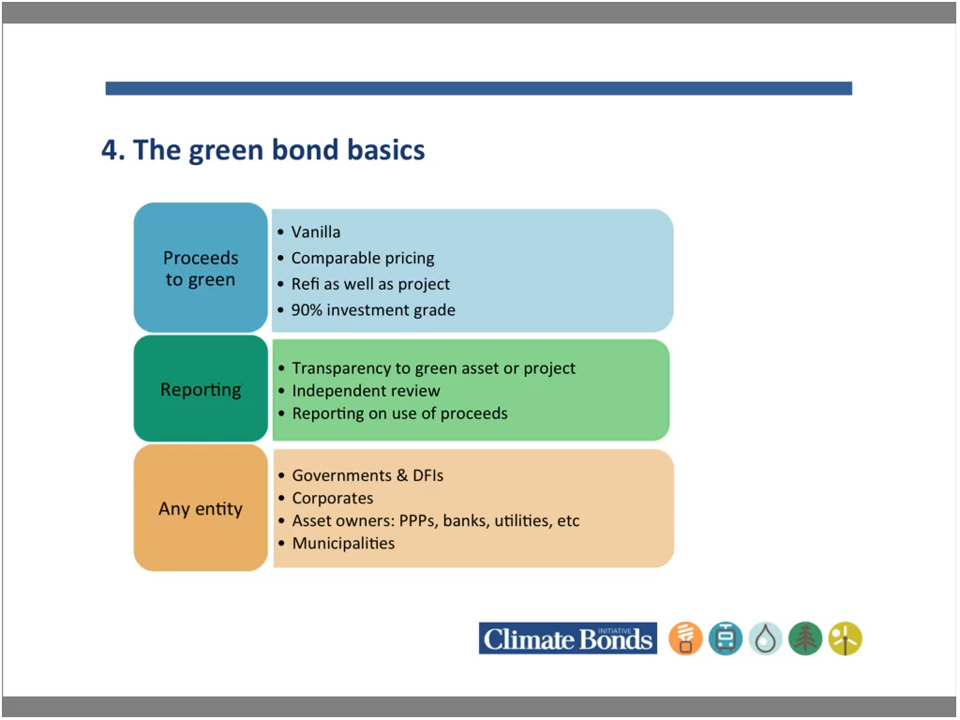 4. The green bond basics
Proceeds
to green
• Vanilla
• Comparable pricing
• Refi as well as project
• 90% investment grade
Reporting
• Transparency to green asset or project
• Independent review
• Reporting on use of proceeds
Any entity
• Governments & DFIs
• Corporates
• Asset owners: PPPs, banks, utilities, etc
• Municipalities
Climate Bonds
INITIATIVE